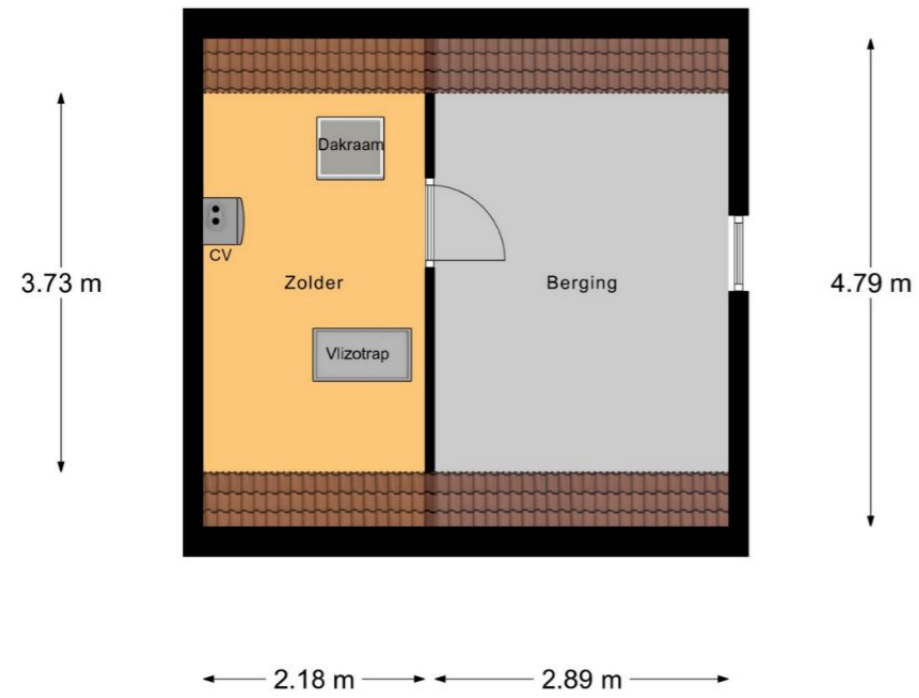 Dakraam
CV
3.73 m
Zolder
Berging
4.79 m
Vlizotrap
2.18 m
2.89 m